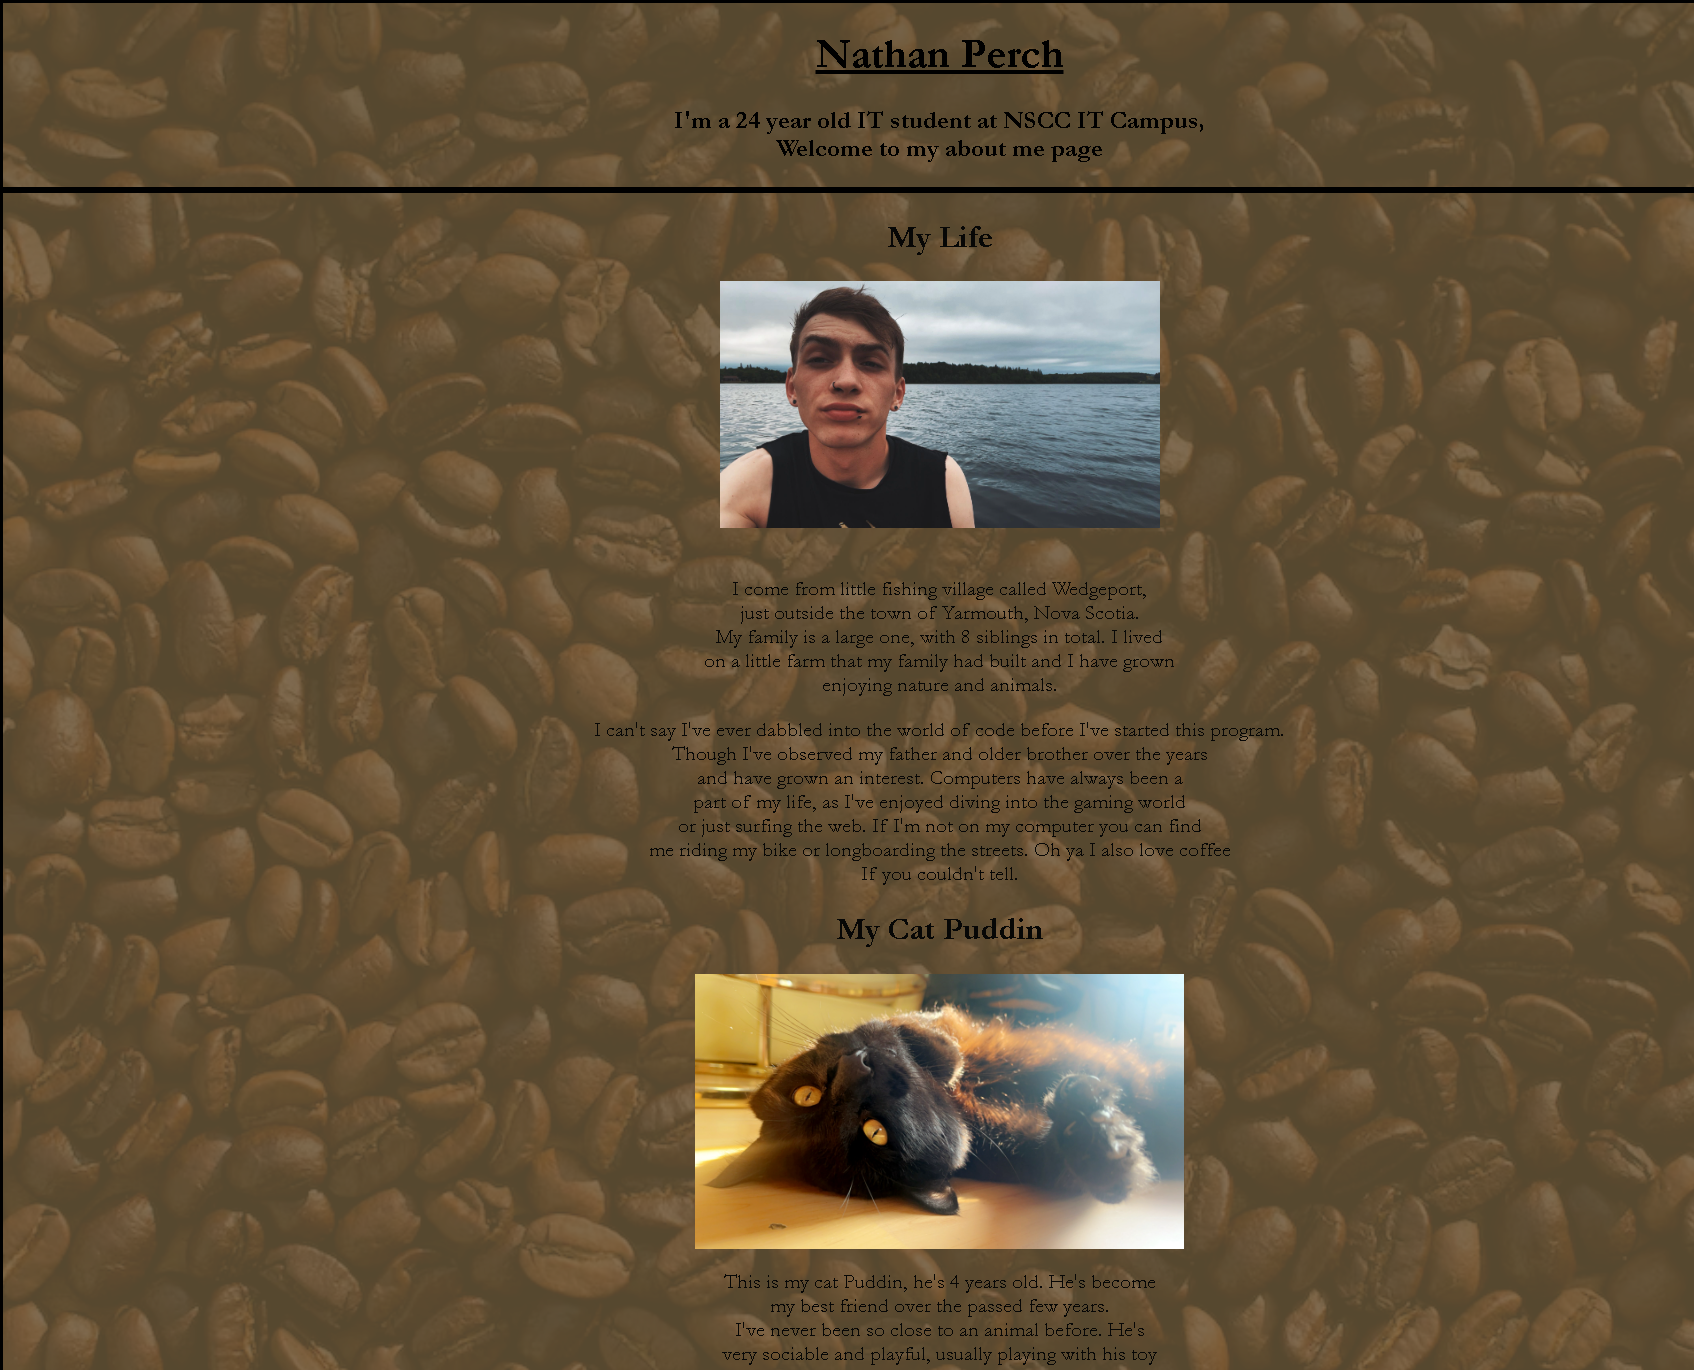 Nathan Perch
I'm a 24 year old IT student at NSCC IT Campus,
Welcome to my about me page
My Life
I come from little fishing village called Wedgeport,
just outside the town of Yarmouth, Nova Scotia.
My family is a large one, with 8 siblings in total. I lived
on a little farm that my family had built and I have grown
enjoying nature and animals.
I can't say I've ever dabbled into the world of code before I've started this program.
Though I've observed my father and older brother over the years
and have grown an interest. Computers have always been a
part of my life, as I've enjoyed diving into the gaming world
or just surfing the web. If I'm not on my computer you can find
me riding my bike or longboarding the streets. Oh ya I also love coffee
If you couldn't tell.
My Cat Puddin
This is my cat Puddin, he's 4 years old. He's become
my best friend over the passed few years.
I've never been so close to an animal before. He's
very sociable and playful, usually playing with his toy